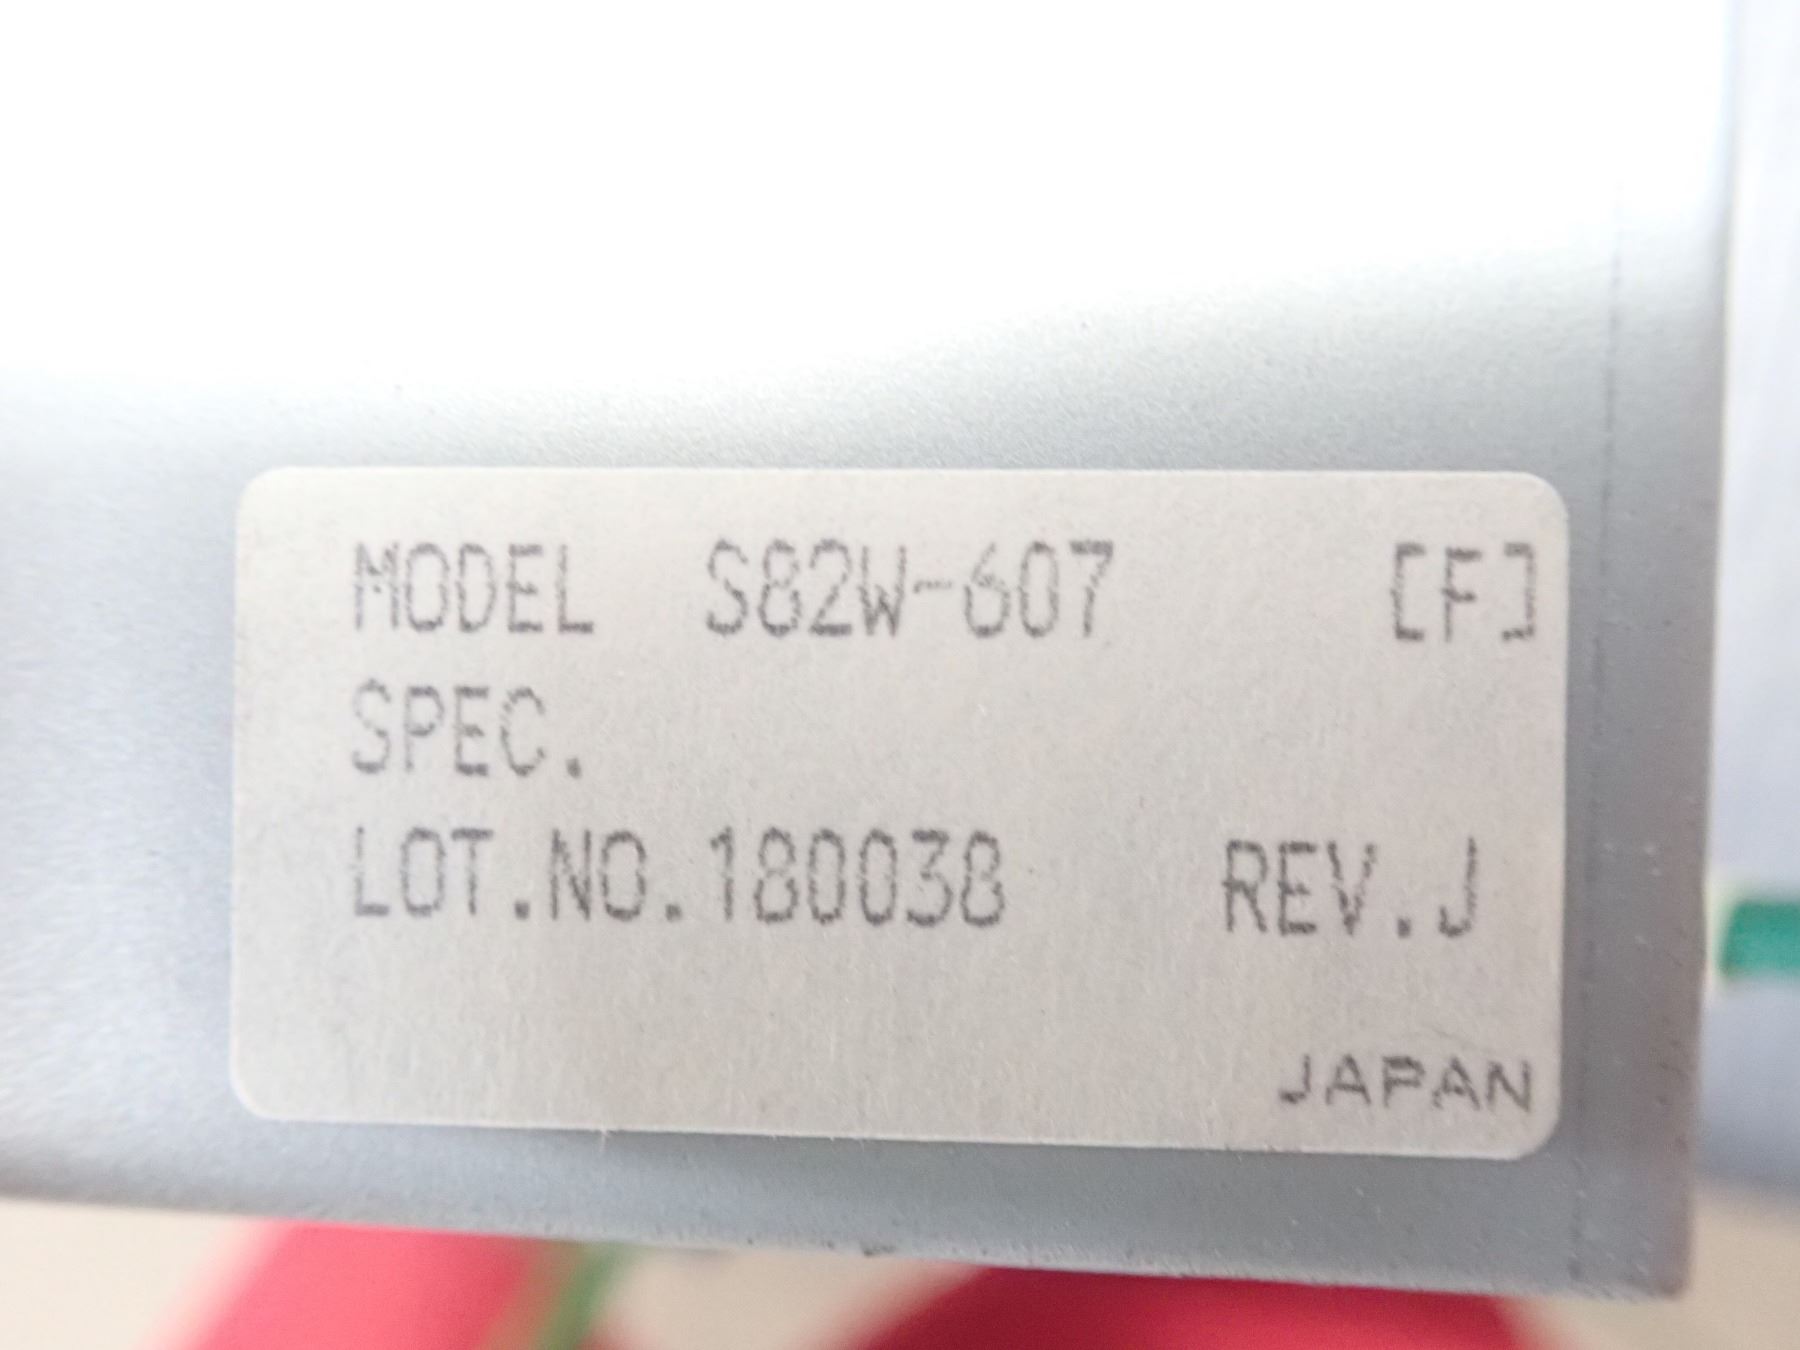 MODEL S82W-607 [F]
SPEC.
LOT.NO.180038 REV.J
JAPAN